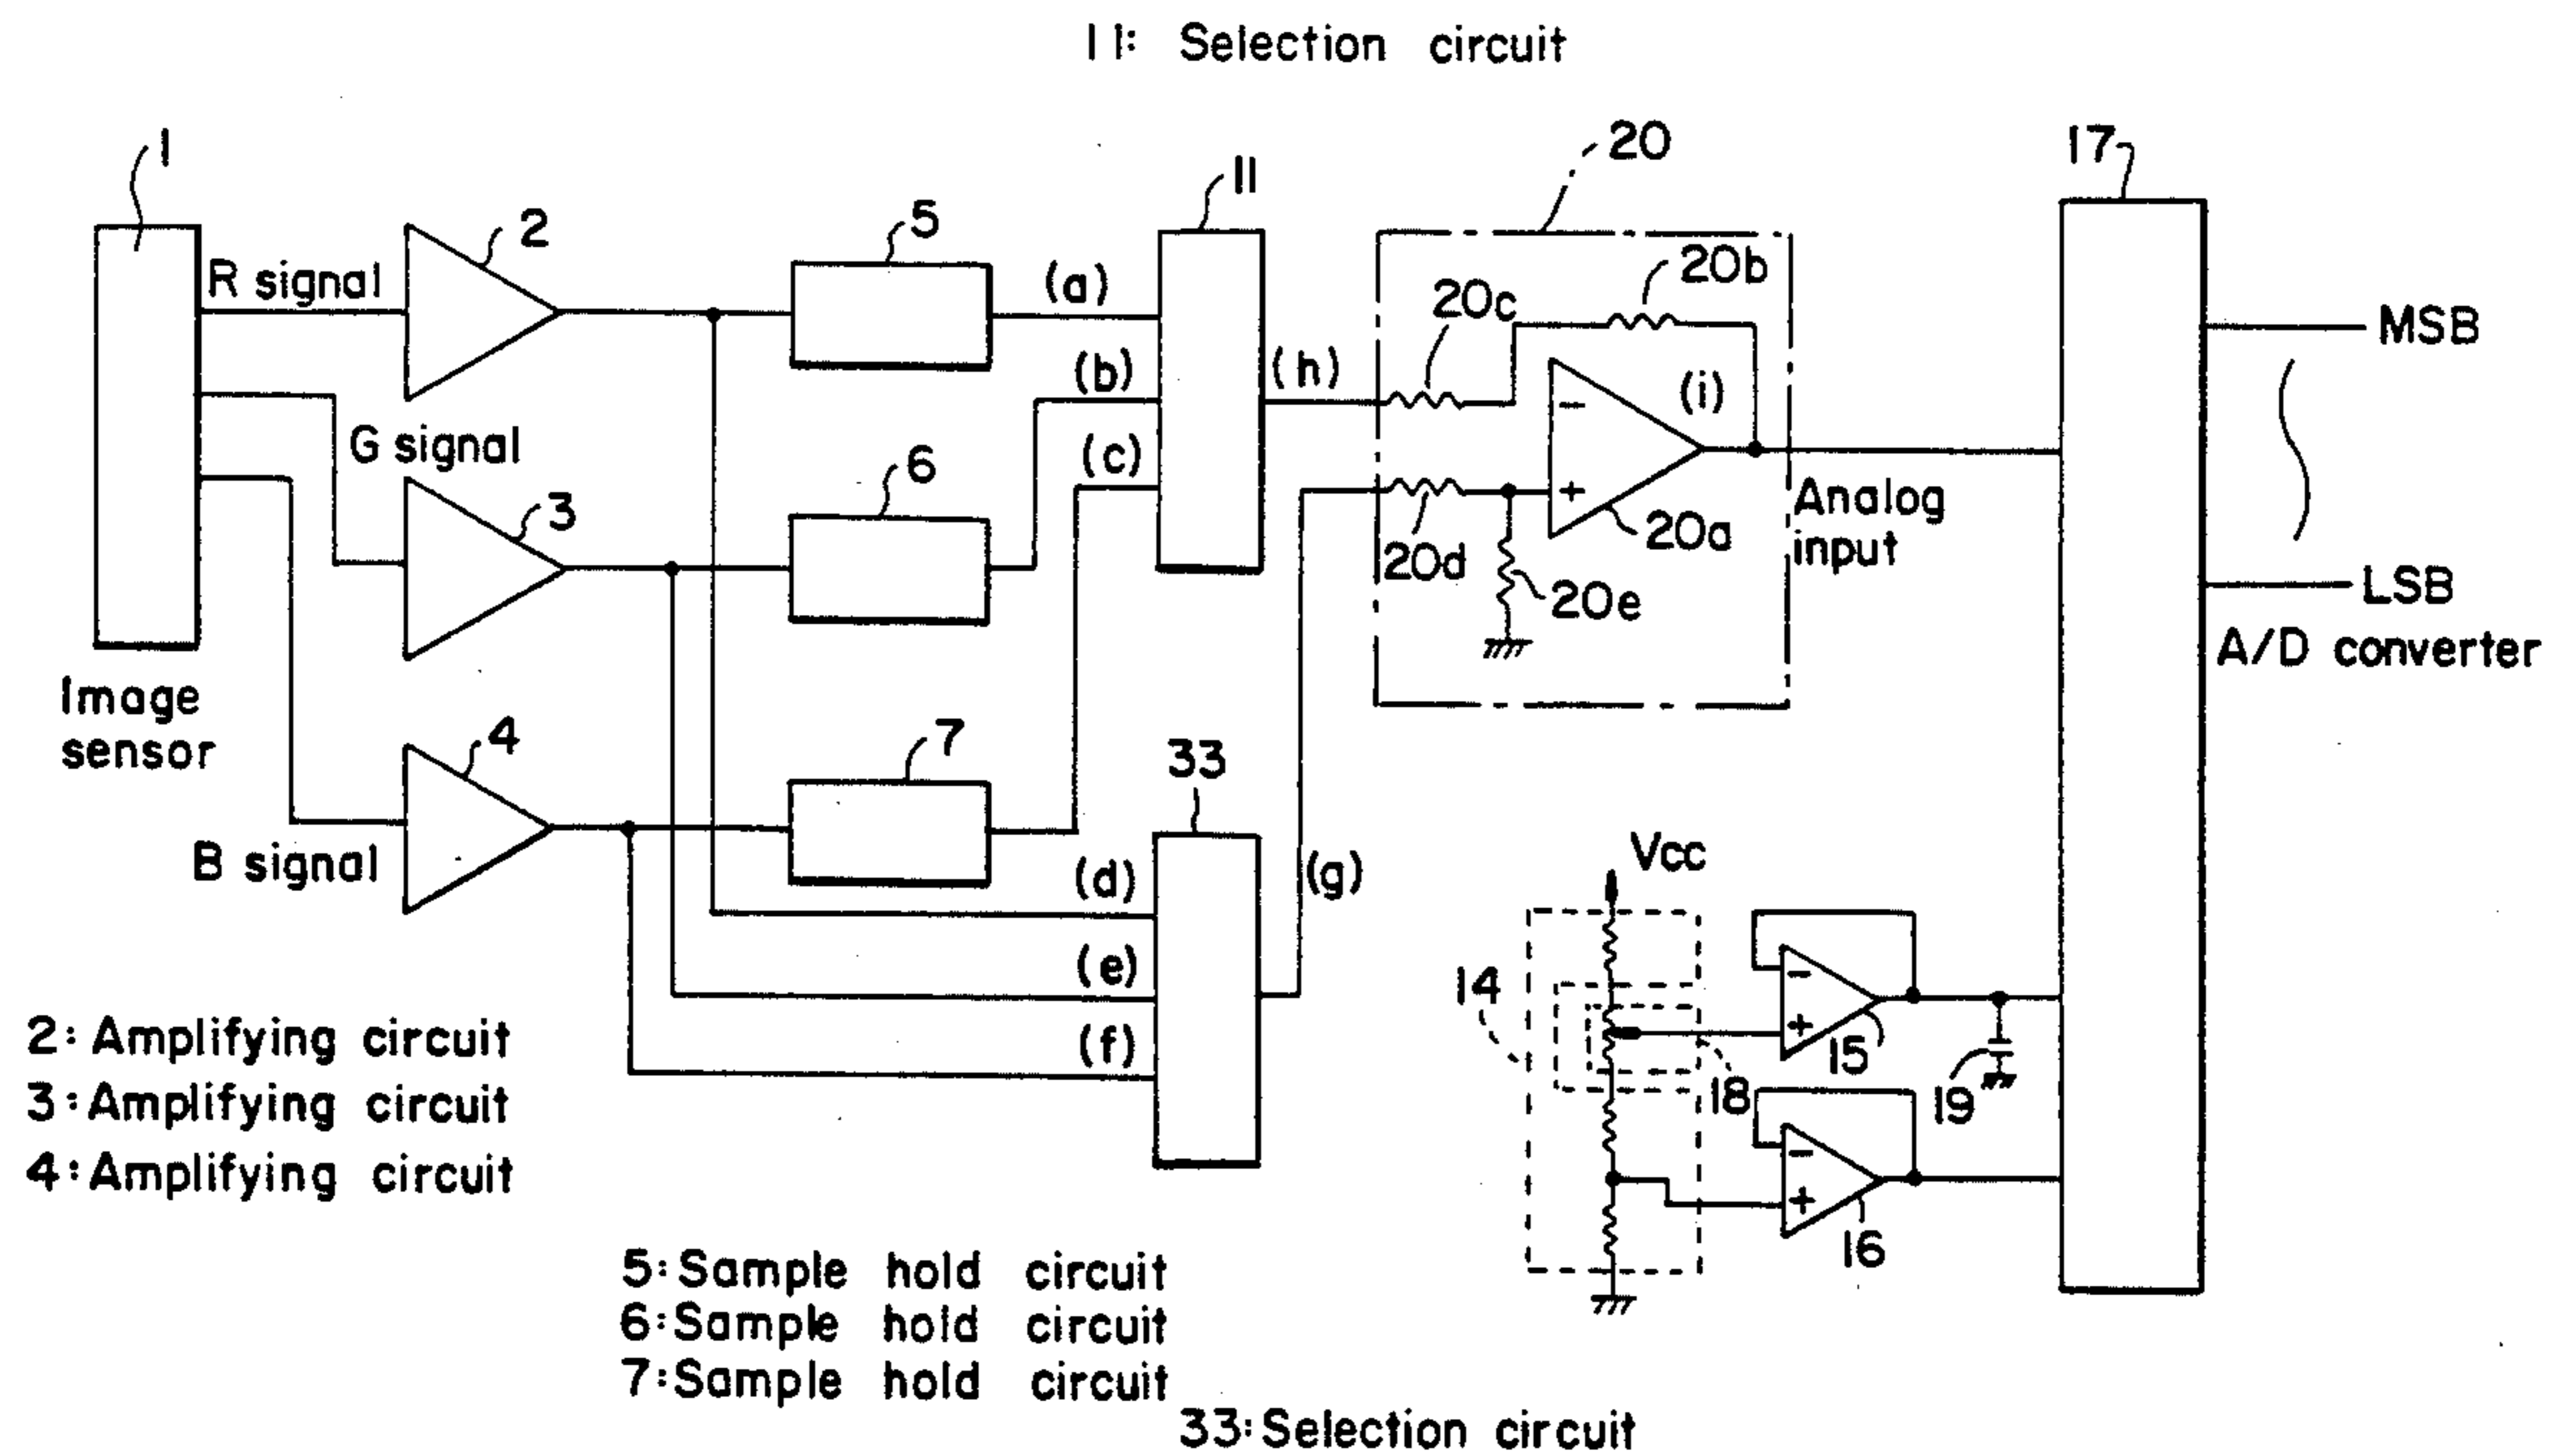 11: Selection circuit
1
2
5
11
20
17
R signal
(a)
20b
20c
MSB
(b)
(h)
(i)
G signal
(c)
6
−
3
+
Analog
input
20a
20d
20e
LSB
A/D converter
Image
sensor
4
7
33
B signal
(d)
(g)
Vcc
(e)
14
−
+
15
(f)
18
19
−
+
16
2: Amplifying circuit
3: Amplifying circuit
4: Amplifying circuit
5: Sample hold circuit
6: Sample hold circuit
7: Sample hold circuit
33: Selection circuit